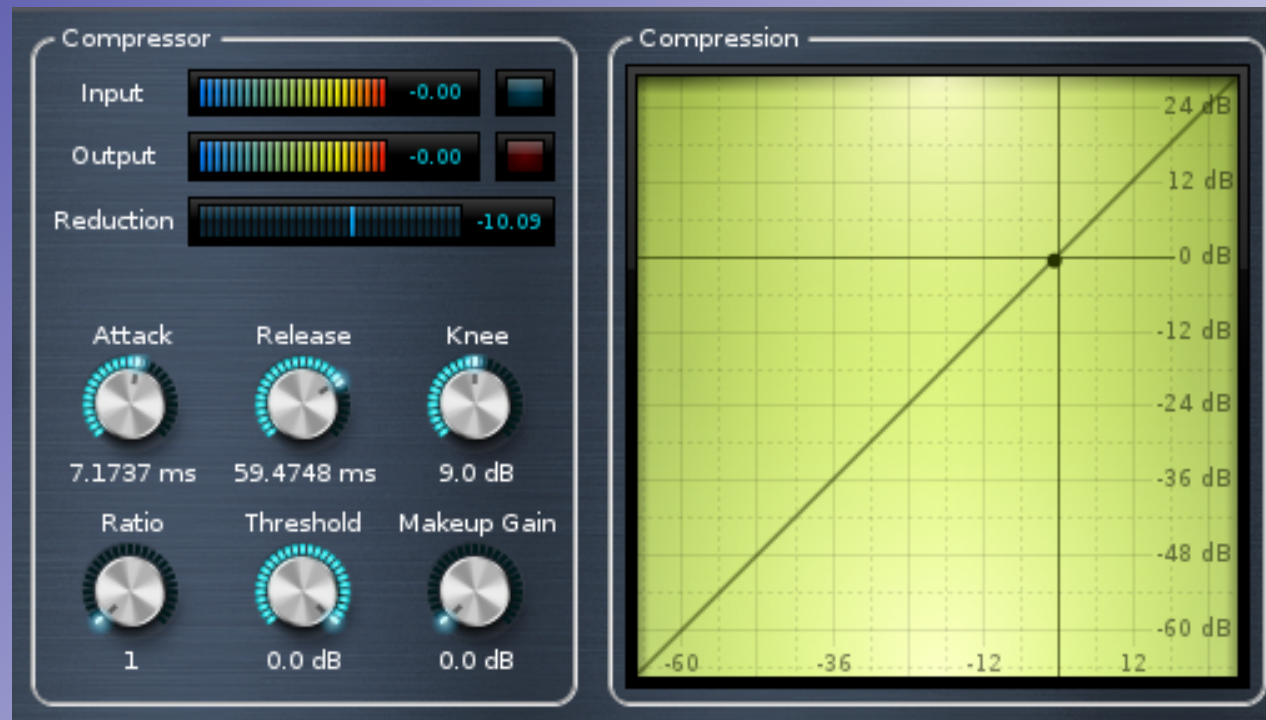 Compressor
Input -0.00
Output -0.00
Reduction -10.09
Attack Release Knee
7.1737 ms 59.4748 ms 9.0 dB
Ratio Threshold Makeup Gain
1 0.0 dB 0.0 dB
Compression
24 dB
12 dB
0 dB
-12 dB
-24 dB
-36 dB
-48 dB
-60 dB
-60 -36 -12 12